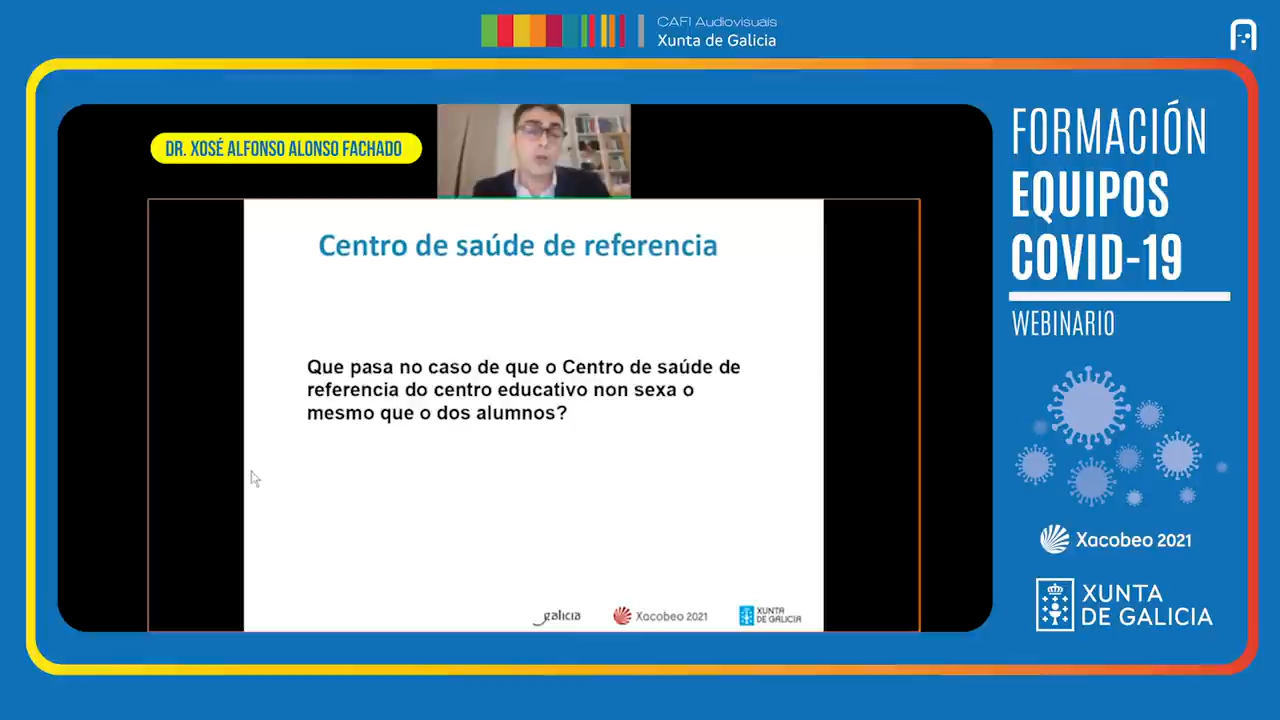 CAFI Audiovisuais
Xunta de Galicia
DR. XOSÉ ALFONSO ALONSO FACHADO
Centro de saúde de referencia
Que pasa no caso de que o Centro de saúde de
referencia do centro educativo non sexa o
mesmo que o dos alumnos?
galicia
Xacobeo 2021
XUNTA
DE GALICIA
FORMACIÓN
EQUIPOS
COVID-19
WEBINARIO
Xacobeo 2021
XUNTA
DE GALICIA